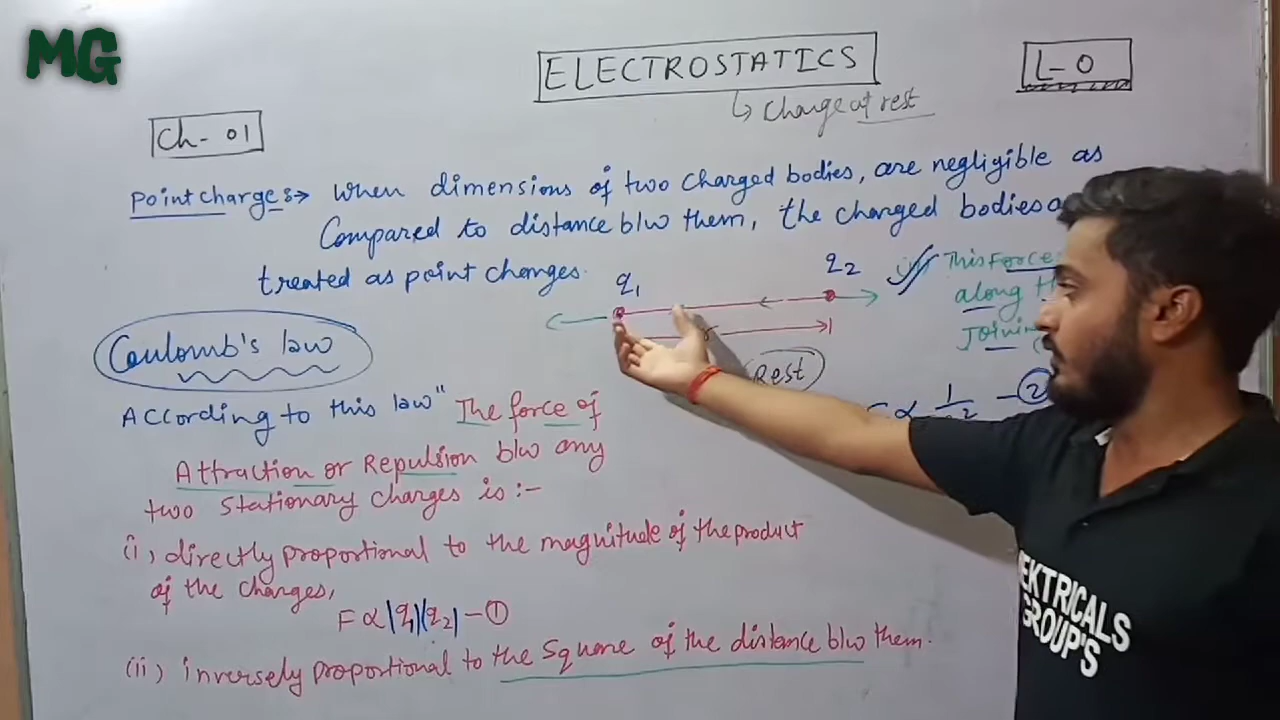 MG
ELECTROSTATICS
L-0
↳ Charge at rest
Ch-01
Point charges:→ When dimensions of two charged bodies, are negligible as
Compared to distance b/w them, the charged bodies
treated as point charges.
q1
q2
This Force
along
Joining
r
Rest
Coulomb's law
ACCording to this law" The force of
Attraction or Repulsion b/w any
two Stationary charges is :-
∝ 1 -②
(i) directly proportional to the magnitude of the product
of the charges,
F ∝ |q1||q2| -①
(ii) inversely proportional to the Square of the distance b/w them.
EKTRICALS
GROUP'S